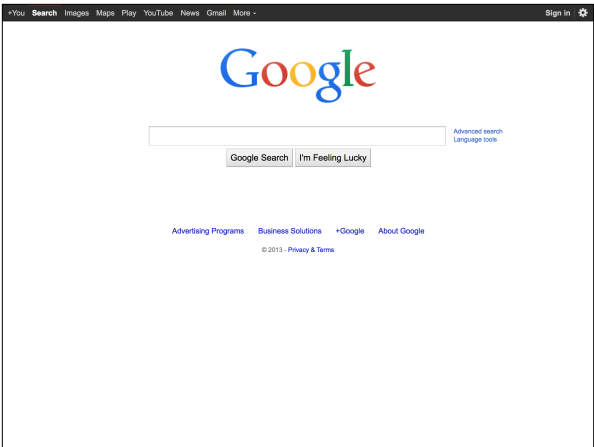 +You Search Images Maps Play YouTube News Gmail More Sign in
Google
Advanced search
Language tools
Google Search I'm Feeling Lucky
Advertising Programs Business Solutions +Google About Google
© 2013 - Privacy & Terms